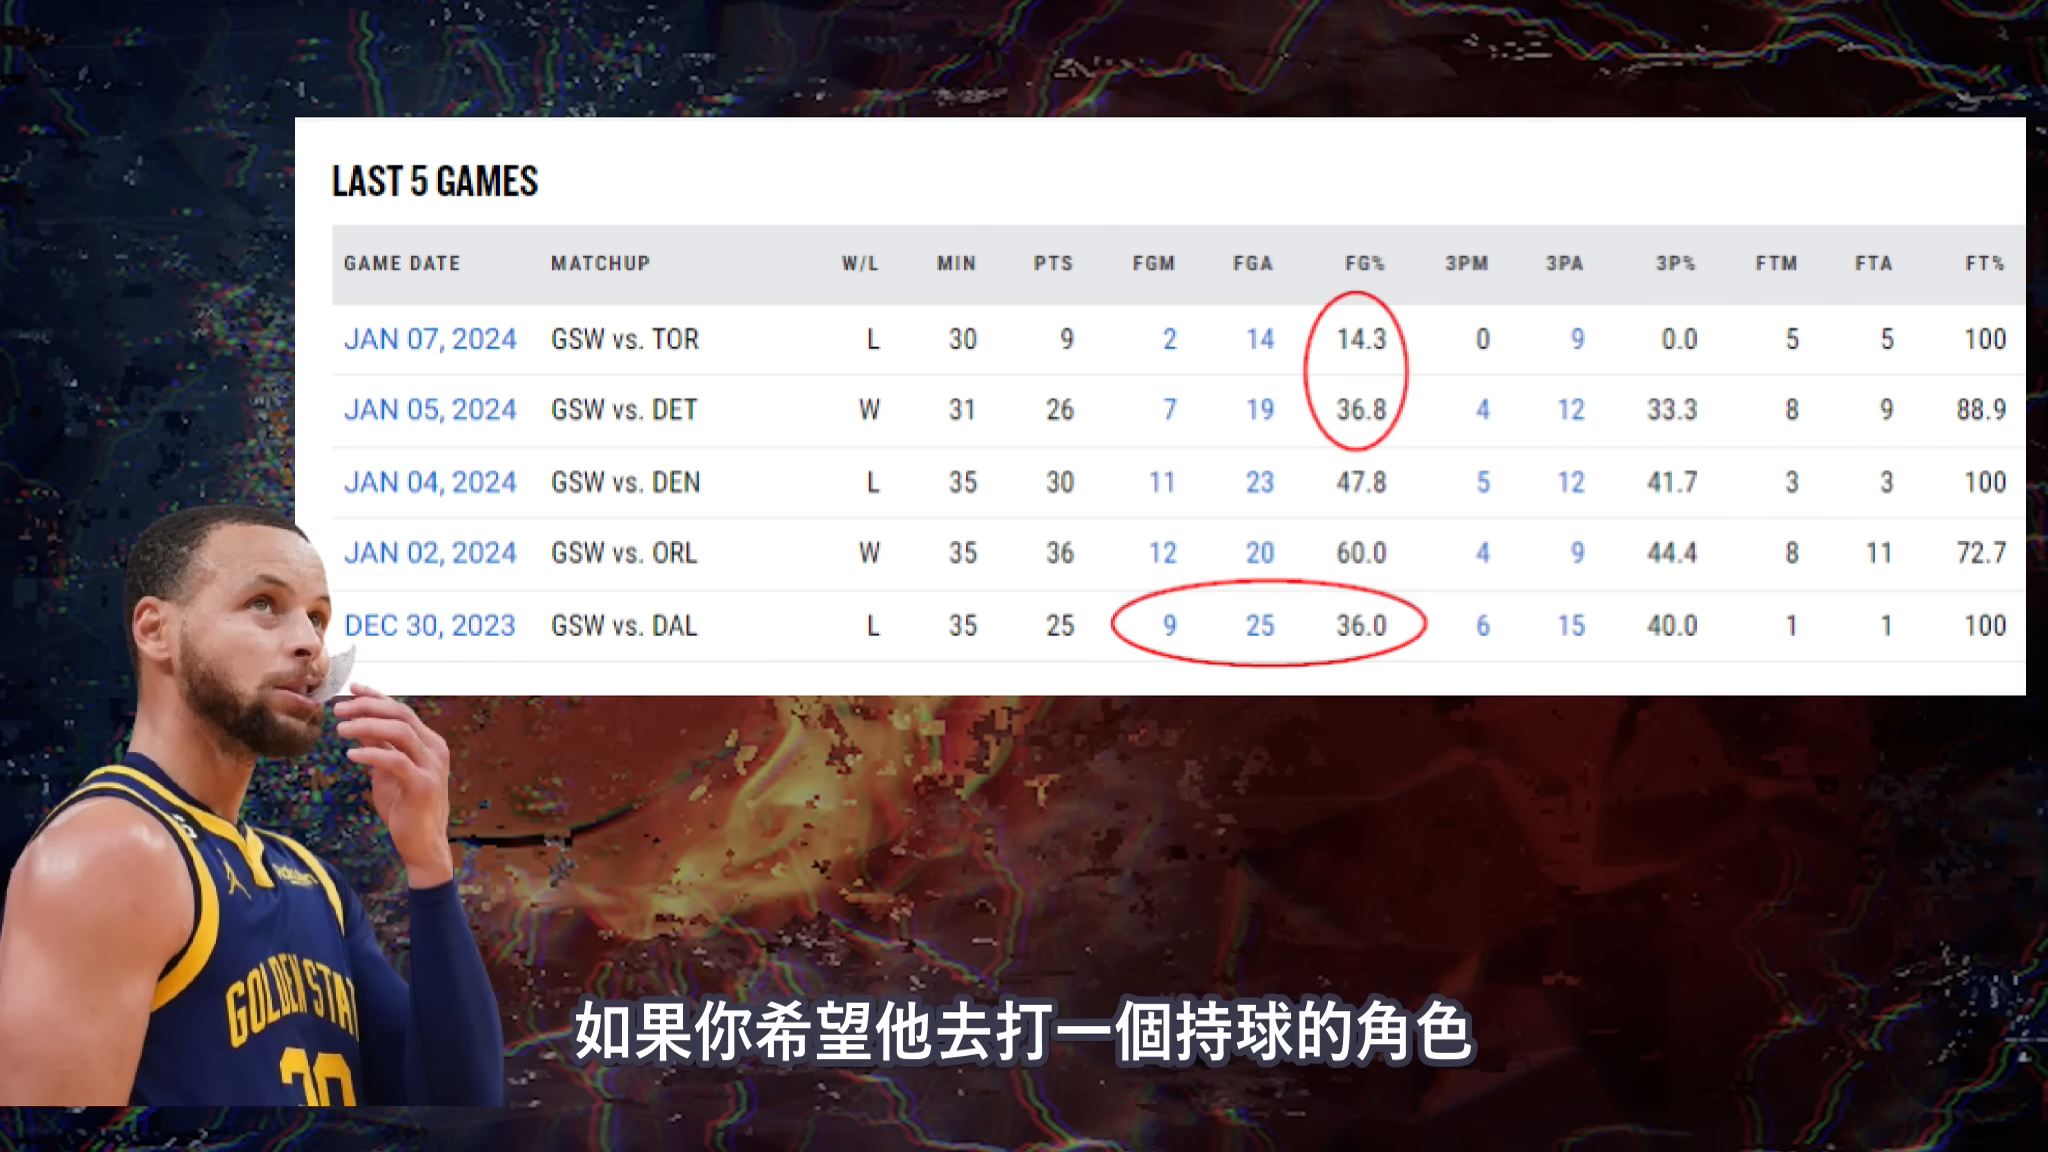 LAST 5 GAMES
GAME DATE MATCHUP W/L MIN PTS FGM FGA FG% 3PM 3PA 3P% FTM FTA FT%
JAN 07, 2024 GSW vs. TOR L 30 9 2 14 14.3 0 9 0.0 5 5 100
JAN 05, 2024 GSW vs. DET W 31 26 7 19 36.8 4 12 33.3 8 9 88.9
JAN 04, 2024 GSW vs. DEN L 35 30 11 23 47.8 5 12 41.7 3 3 100
JAN 02, 2024 GSW vs. ORL W 35 36 12 20 60.0 4 9 44.4 8 11 72.7
DEC 30, 2023 GSW vs. DAL L 35 25 9 25 36.0 6 15 40.0 1 1 100
GOLDEN STAT
30
如果你希望他去打一個持球的角色